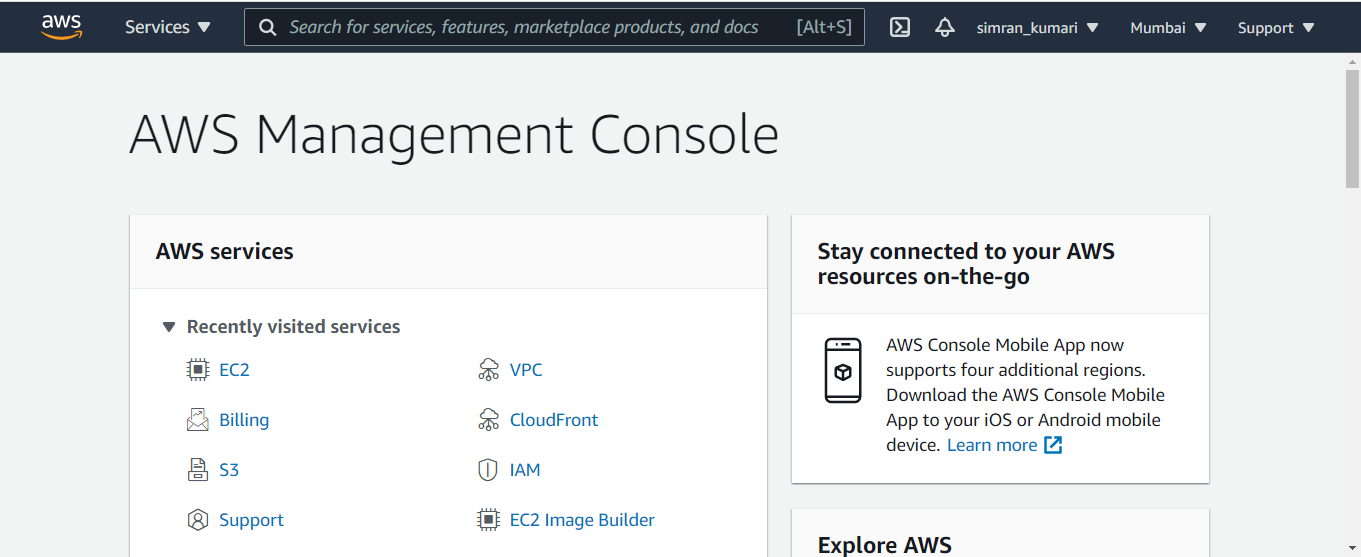 aws Services Search for services, features, marketplace products, and docs [Alt+S] simran_kumari Mumbai Support
AWS Management Console
AWS services
Recently visited services
EC2
VPC
Billing
CloudFront
S3
IAM
Support
EC2 Image Builder
Stay connected to your AWS
resources on-the-go
AWS Console Mobile App now
supports four additional regions.
Download the AWS Console Mobile
App to your iOS or Android mobile
device. Learn more
Explore AWS